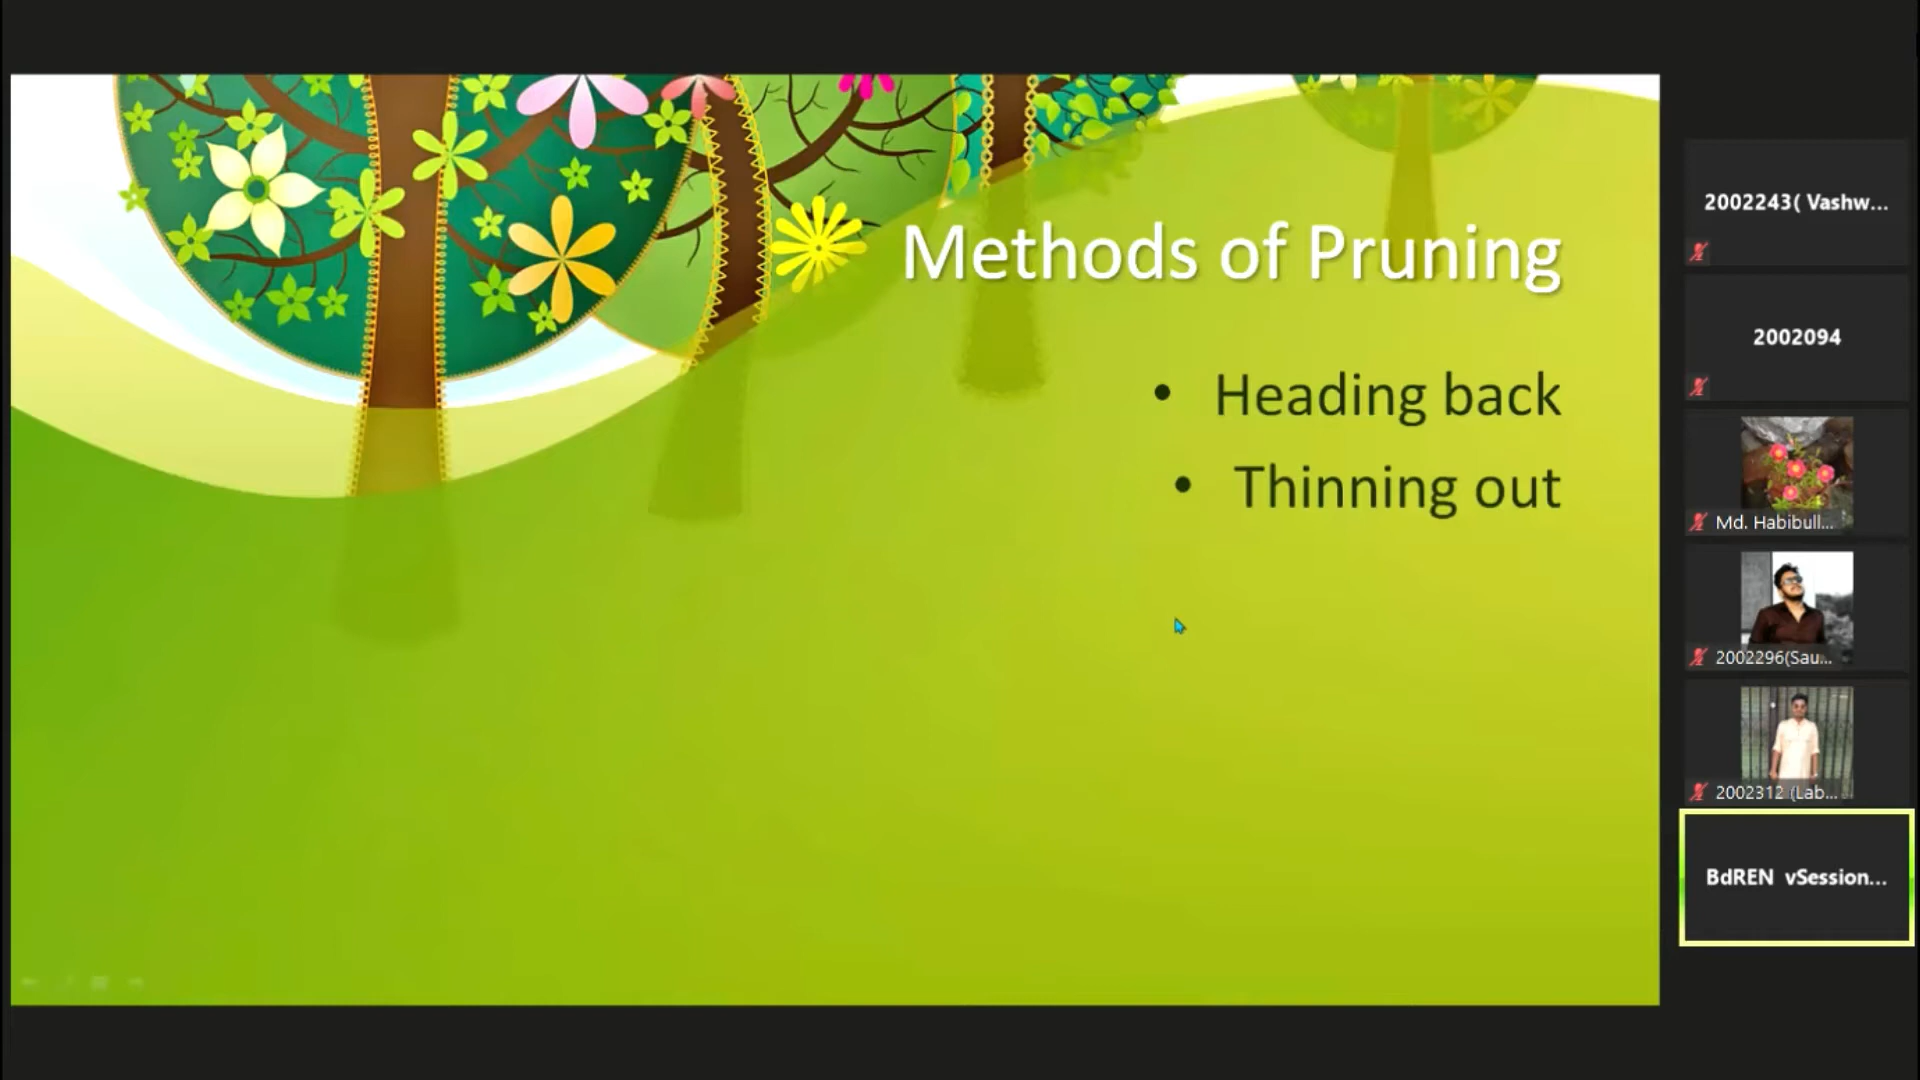 Methods of Pruning
• Heading back
• Thinning out
2002243( Vashw...
2002094
Md. Habibull...
2002296(Sau...
2002312 (Lab...
BdREN vSession...